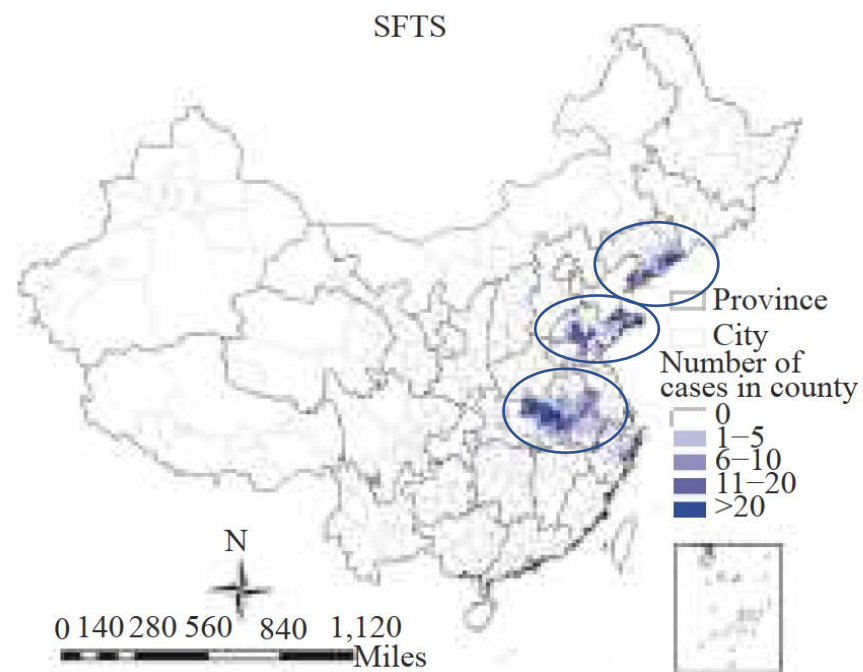 SFTS
Province
City
Number of
cases in county
0
1−5
6−10
11−20
>20
N
0 140 280 560 840 1,120
Miles